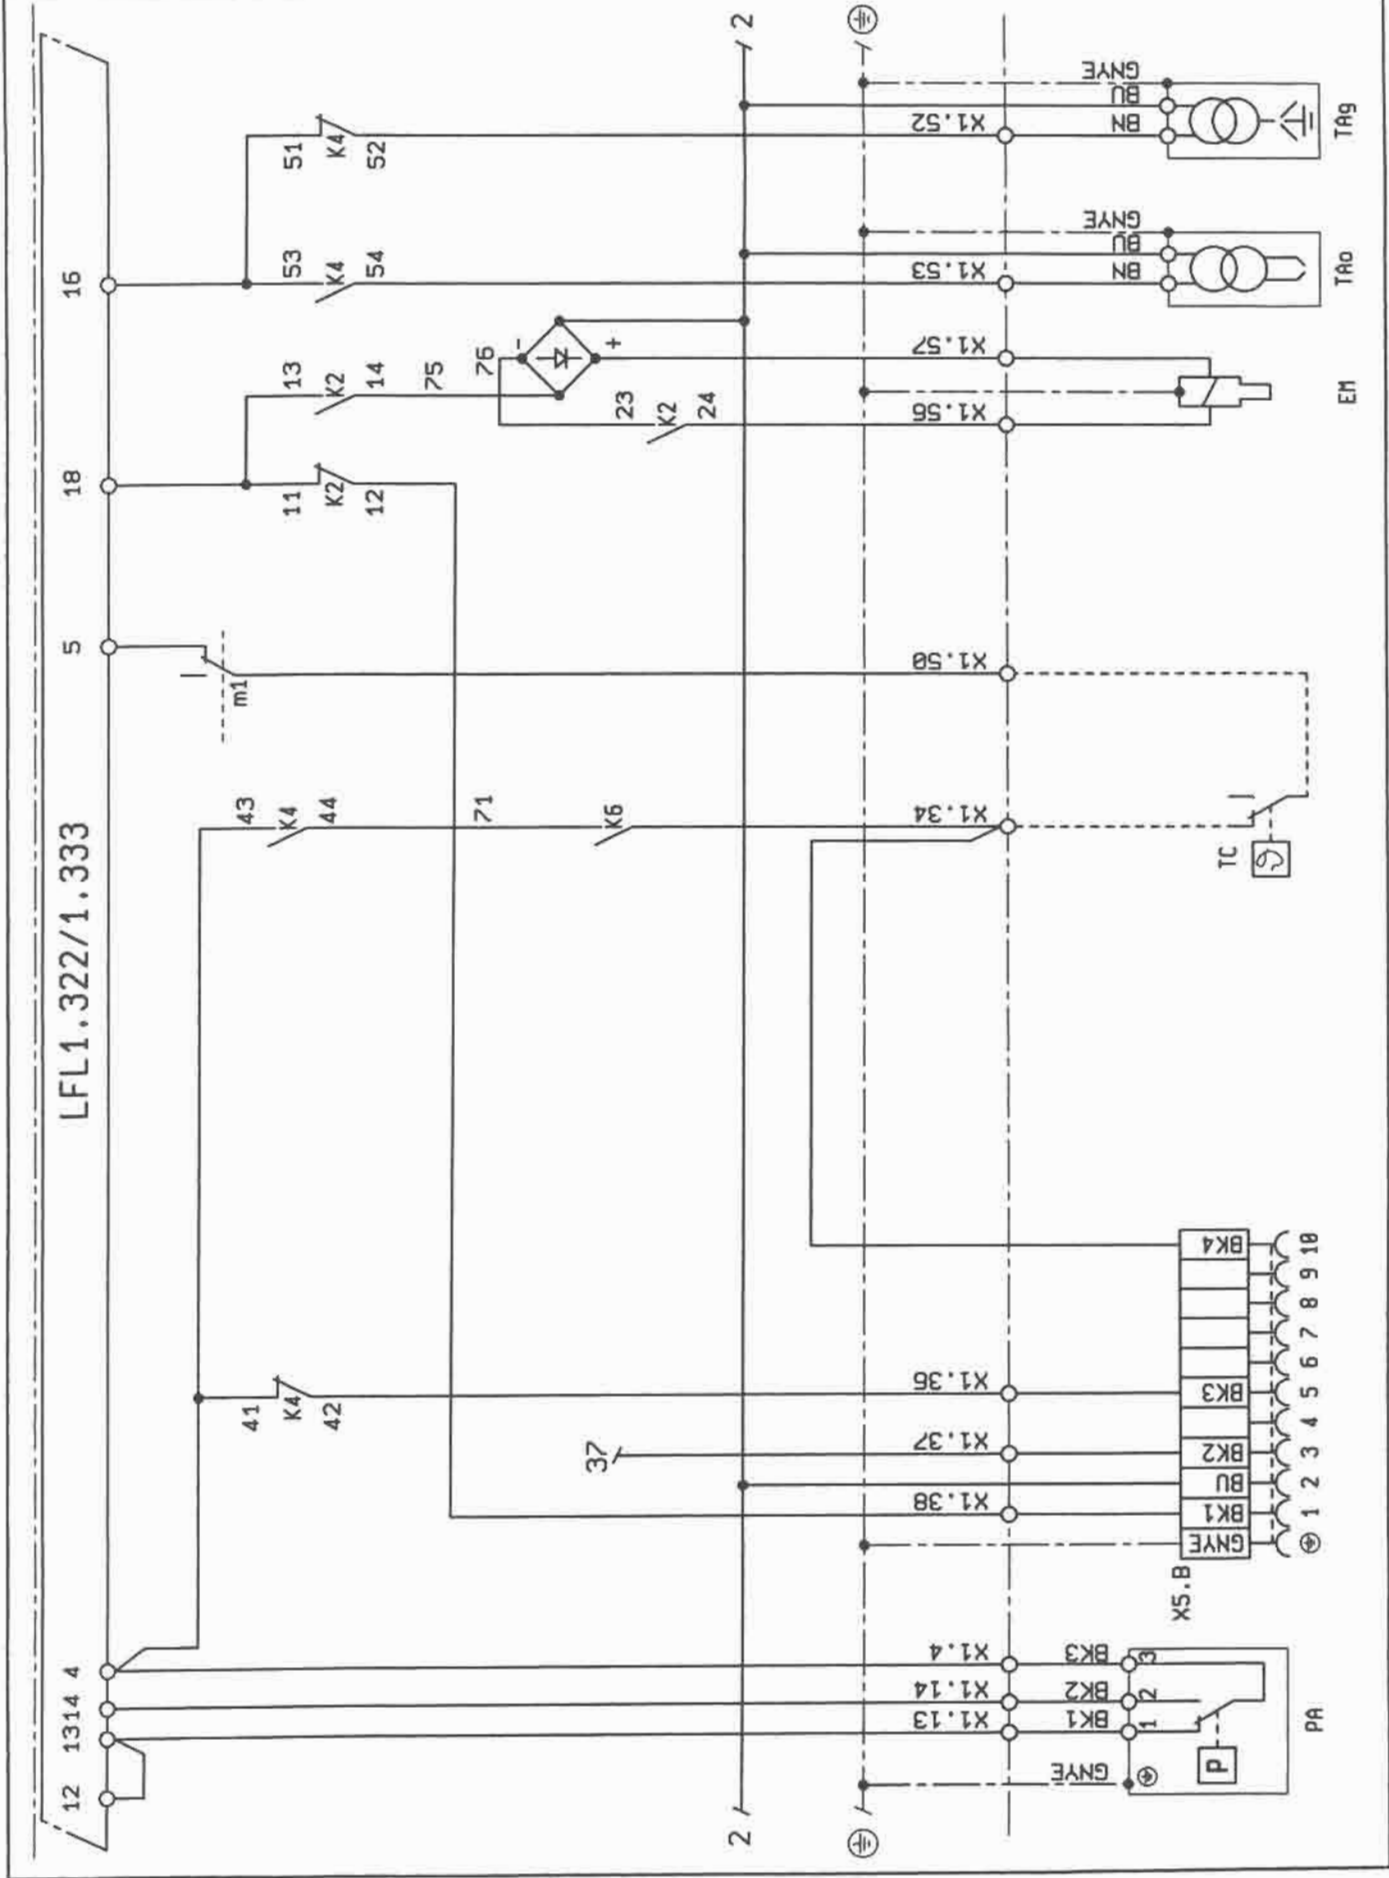 LFL1.322/1.333
12 13 14 4 5 18 16
41 K4 42
43 K4 44
71
K6
m1
11 K2 12
13 K2 14
75
76
- +
23 K2 24
53 K4 54
51 K4 52
37
2 2
X1.13 X1.14 X1.4 X1.38 X1.37 X1.36 X1.34 X1.50 X1.56 X1.57 X1.53 X1.52
GNYE BK1 BK2 BK3
1 2 3
P
PA
X5.B
GNYE BK1 BU BK2 BK3 BK4
1 2 3 4 5 6 7 8 9 10
TC
EM
BN BU GNYE
TAo
BN BU GNYE
TAg